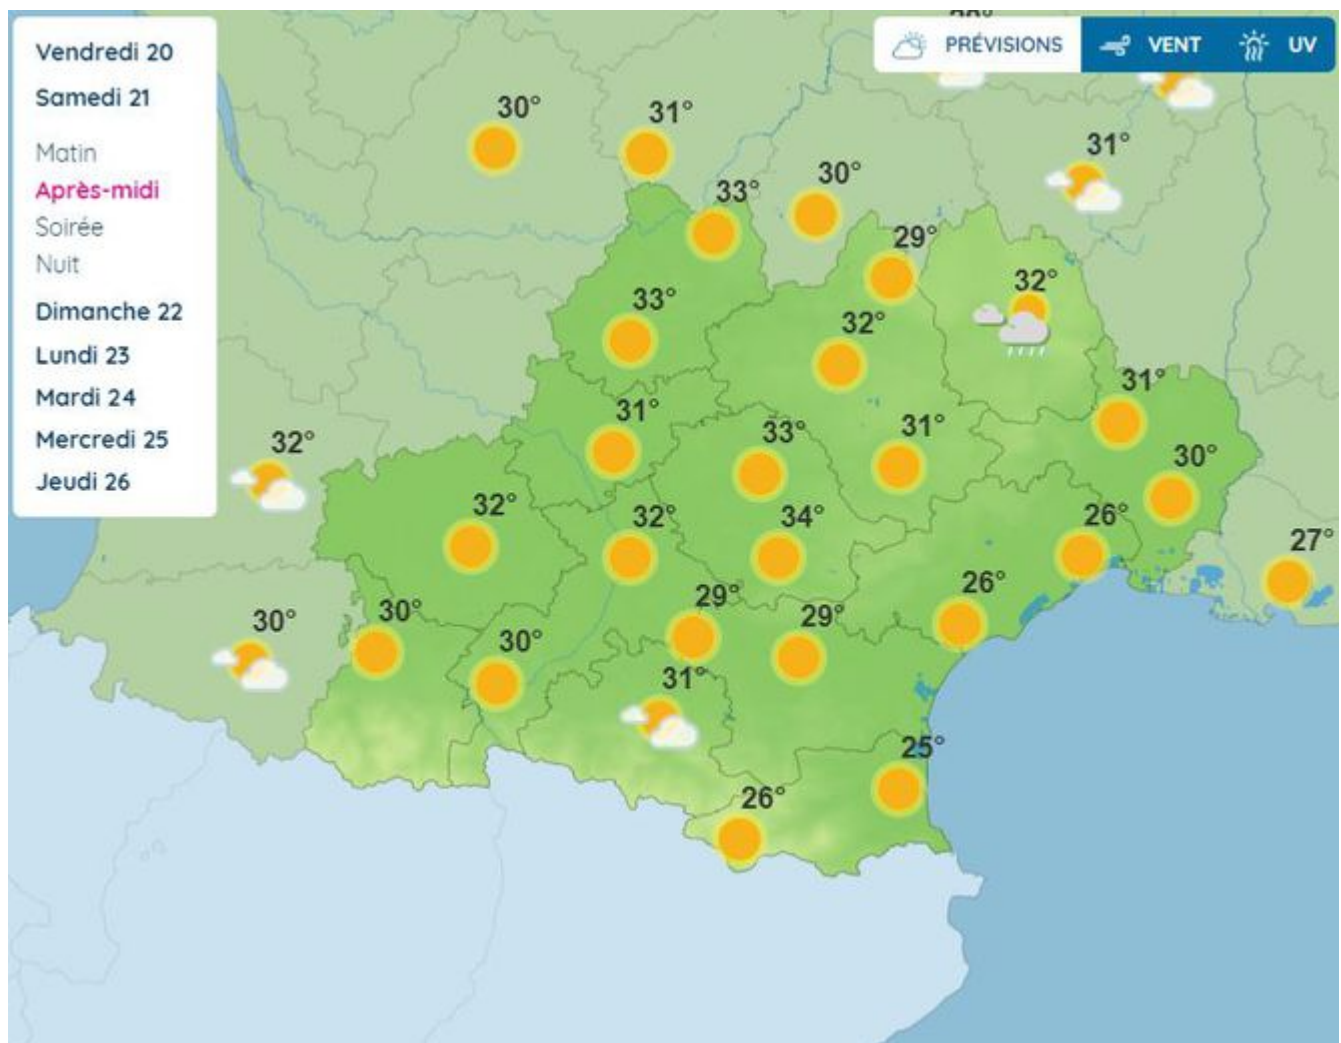 Vendredi 20
Samedi 21
Matin
Après-midi
Soirée
Nuit
Dimanche 22
Lundi 23
Mardi 24
Mercredi 25
Jeudi 26
PRÉVISIONS
VENT
UV
30°
31°
31°
30°
33°
29°
32°
33°
32°
31°
31°
33°
31°
32°
30°
32°
32°
34°
26°
27°
29°
29°
26°
30°
30°
30°
31°
25°
26°